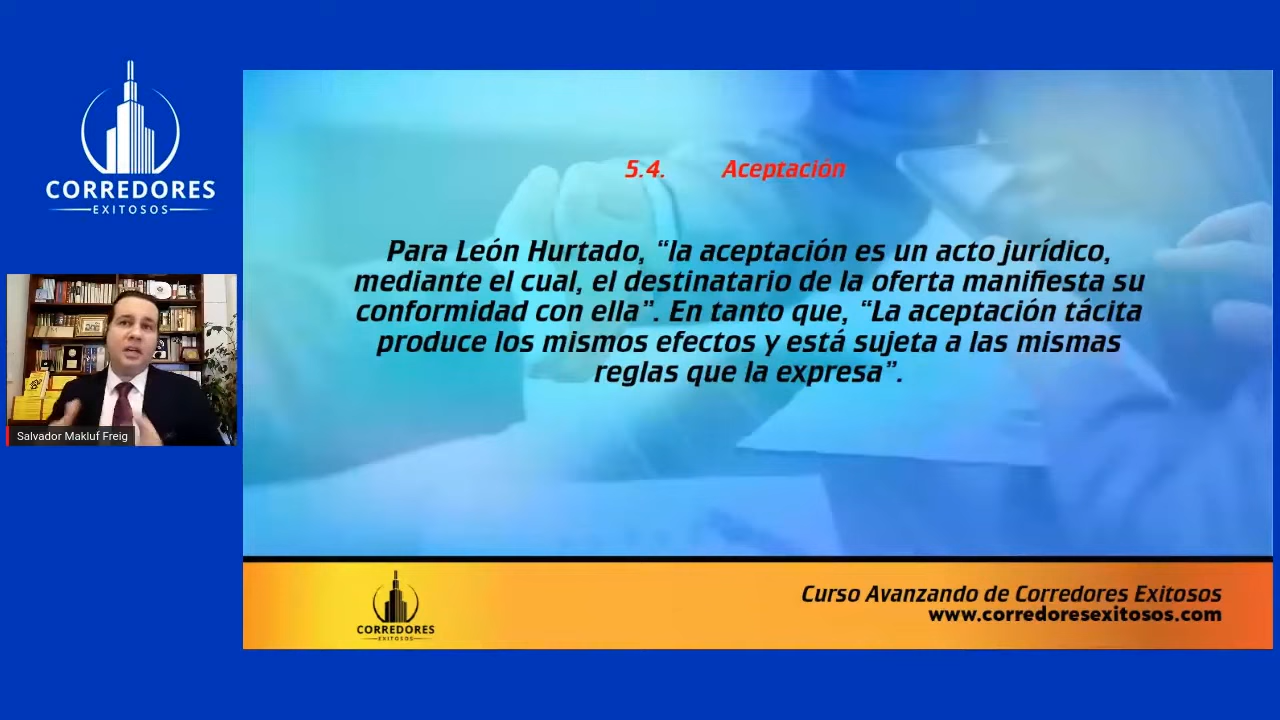 CORREDORES
EXITOSOS
Salvador Makluf Freig
5.4. Aceptación
Para León Hurtado, “la aceptación es un acto jurídico,
mediante el cual, el destinatario de la oferta manifiesta su
conformidad con ella”. En tanto que, “La aceptación tácita
produce los mismos efectos y está sujeta a las mismas
reglas que la expresa”.
CORREDORES
EXITOSOS
Curso Avanzando de Corredores Exitosos
www.corredoresexitosos.com